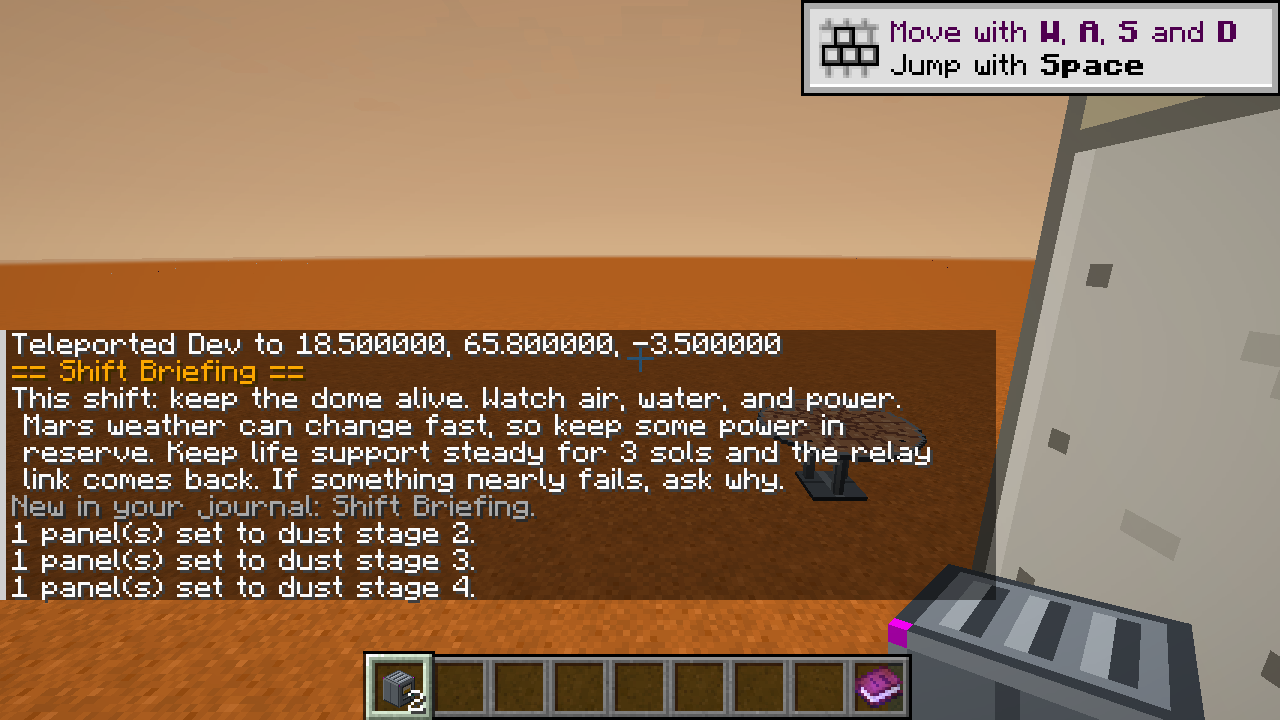 Move with W, A, S and D
Jump with Space
Teleported Dev to 18.500000, 65.800000, -3.500000
== Shift Briefing ==
This shift: keep the dome alive. Watch air, water, and power.
Mars weather can change fast, so keep some power in
reserve. Keep life support steady for 3 sols and the relay
link comes back. If something nearly fails, ask why.
New in your journal: Shift Briefing.
1 panel(s) set to dust stage 2.
1 panel(s) set to dust stage 3.
1 panel(s) set to dust stage 4.
2